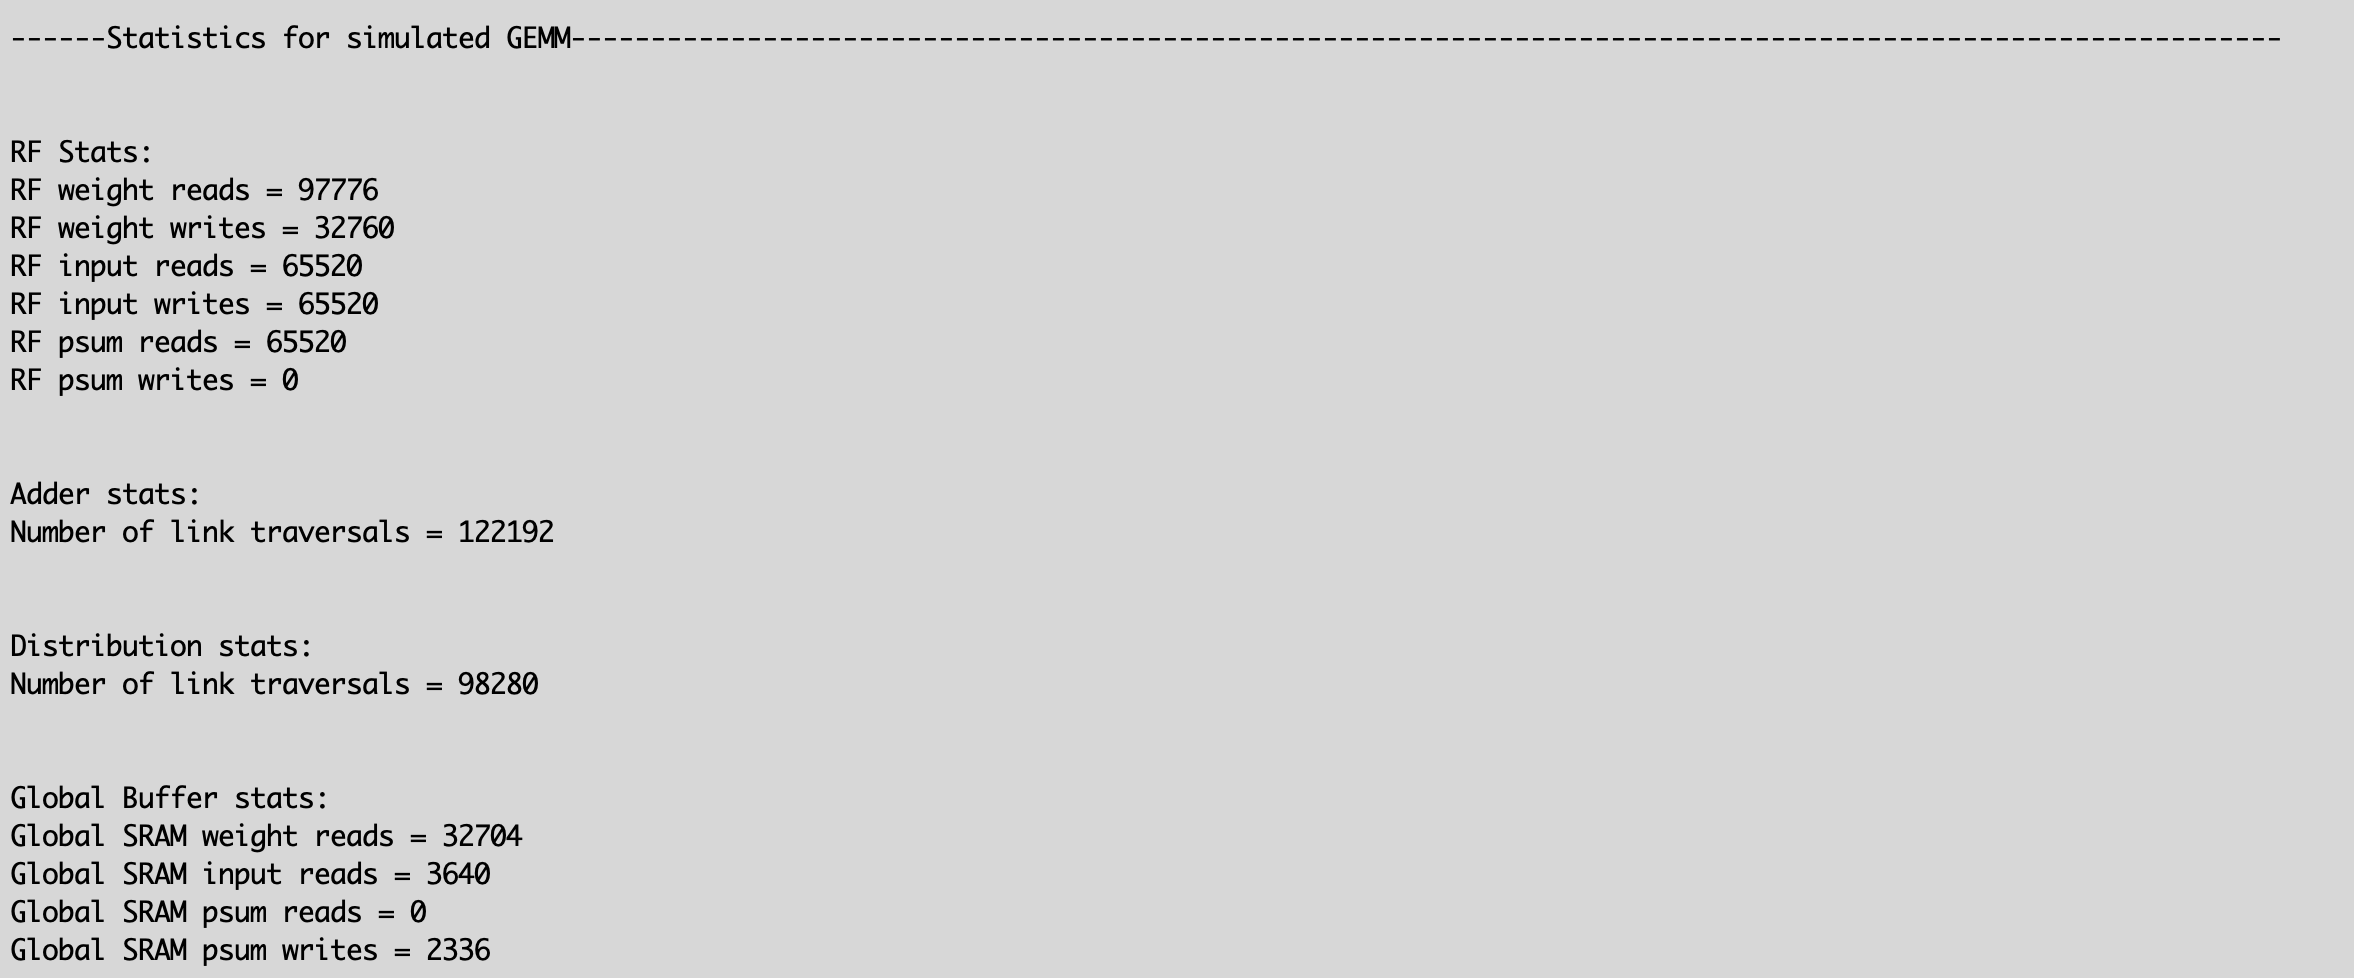 ------Statistics for simulated GEMM-----------------------------------------------------------------------------------------------------------
RF Stats:
RF weight reads = 97776
RF weight writes = 32760
RF input reads = 65520
RF input writes = 65520
RF psum reads = 65520
RF psum writes = 0
Adder stats:
Number of link traversals = 122192
Distribution stats:
Number of link traversals = 98280
Global Buffer stats:
Global SRAM weight reads = 32704
Global SRAM input reads = 3640
Global SRAM psum reads = 0
Global SRAM psum writes = 2336